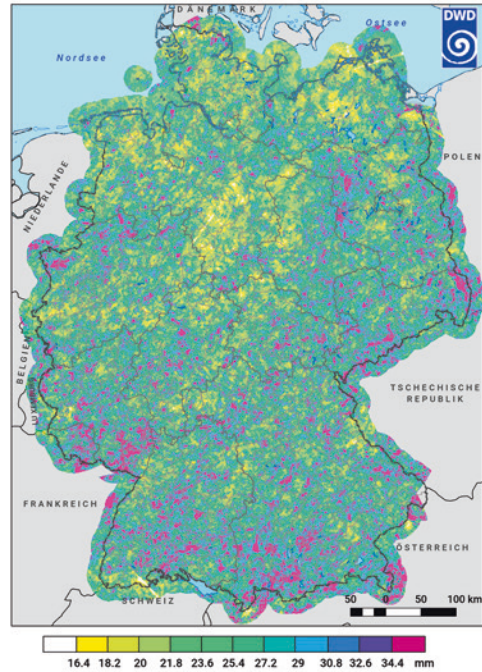 DÄNEMARK
Ostsee
DWD
Nordsee
POLEN
NIEDERLANDE
BELGIEN
LUXEMBURG
TSCHECHISCHE
REPUBLIK
FRANKREICH
ÖSTERREICH
SCHWEIZ
50 0 50 100 km
16.4 18.2 20 21.8 23.6 25.4 27.2 29 30.8 32.6 34.4 mm